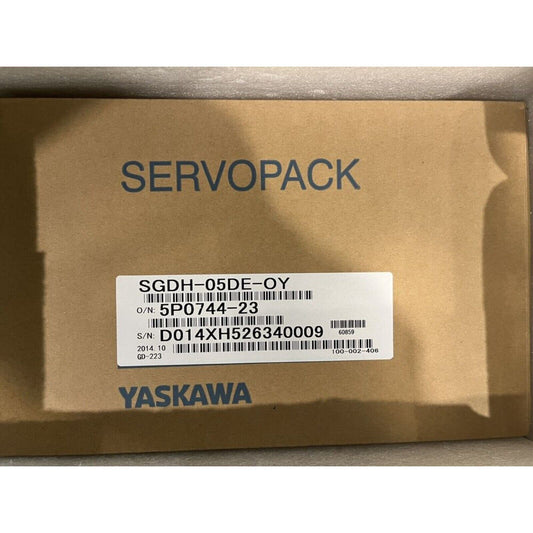 SERVOPACK
SGDH-05DE-OY
O/N: 5P0744-23
S/N: D014XH526340009 60859
2014.10 100-002-406
GD-223
YASKAWA